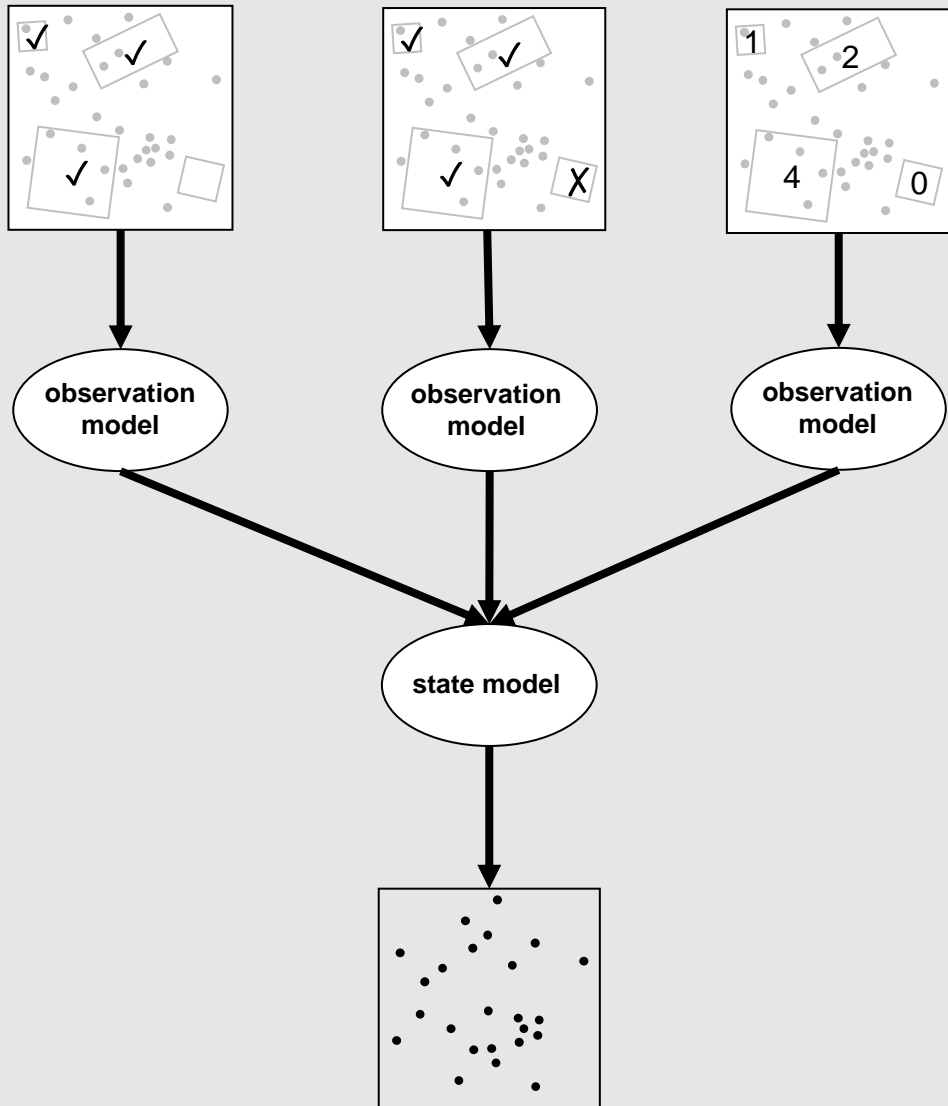 ✓ ✓ ✓
✓ ✓ ✓ X
1 2 4 0
observation
model
observation
model
observation
model
state model